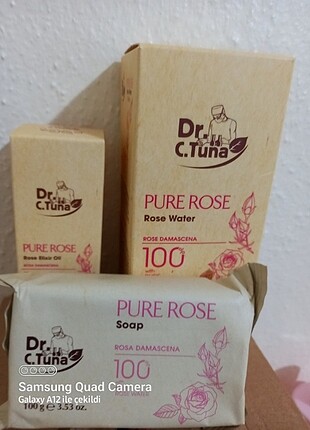 Dr.
C.Tuna
PURE ROSE
Rose Water
ROSE DAMASCENA
100
Dr.
C.Tuna
PURE ROSE
Rose Elixir Oil
Dr.
C.Tuna
PURE ROSE
Soap
ROSA DAMASCENA
100
ROSE WATER
100 g e 3.53 oz.
Samsung Quad Camera
Galaxy A12 ile çekildi